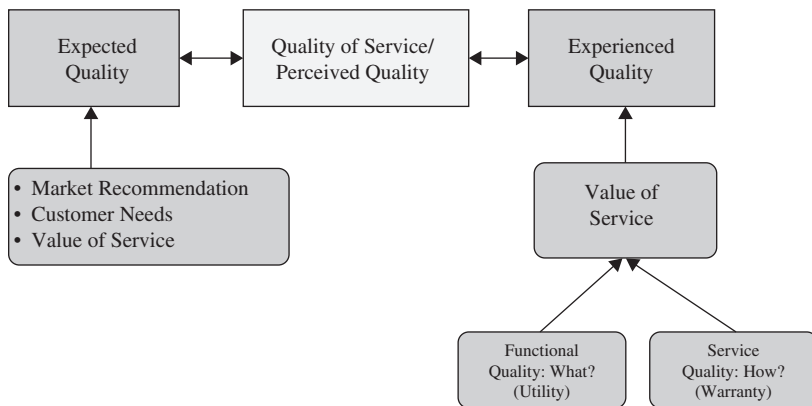 Expected
Quality
Quality of Service/
Perceived Quality
Experienced
Quality
• Market Recommendation
• Customer Needs
• Value of Service
Value of
Service
Functional
Quality: What?
(Utility)
Service
Quality: How?
(Warranty)